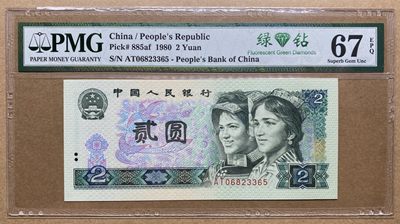 PMG
PAPER MONEY GUARANTY
China / People's Republic
Pick# 885af 1980 2 Yuan
S/N AT06823365 - People's Bank of China
绿 钻
Fluorescent Green Diamonds
67
EPQ
Superb Gem Unc
中国人民银行
2
贰圆
2
AT06823365
2